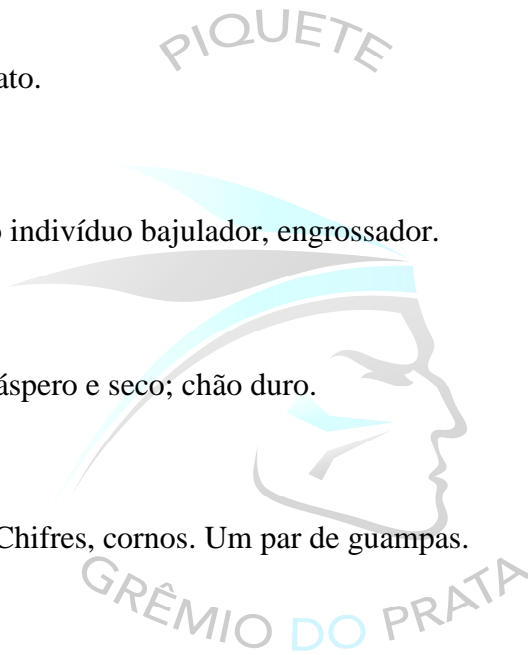 PIQUETE
ato.
indivíduo bajulador, engrossador.
áspero e seco; chão duro.
Chifres, cornos. Um par de guampas.
GRÊMIO DO PRATA